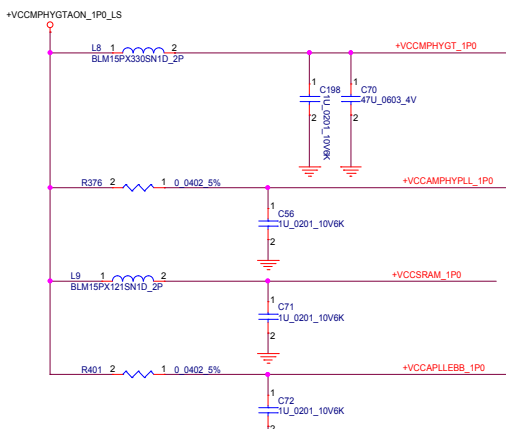 +VCCMPHYGTAON_1P0_LS
L8 1 2
BLM15PX330SN1D_2P
+VCCMPHYGT_1P0
1
C198
1U_0201_10V6K
2
1
C70
47U_0603_4V
2
R376 2 1 0_0402_5%
+VCCAMPHYPLL_1P0
1
C56
1U_0201_10V6K
2
L9 1 2
BLM15PX121SN1D_2P
+VCCSRAM_1P0
1
C71
1U_0201_10V6K
2
R401 2 1 0_0402_5%
+VCCAPLLEBB_1P0
1
C72
1U_0201_10V6K
2